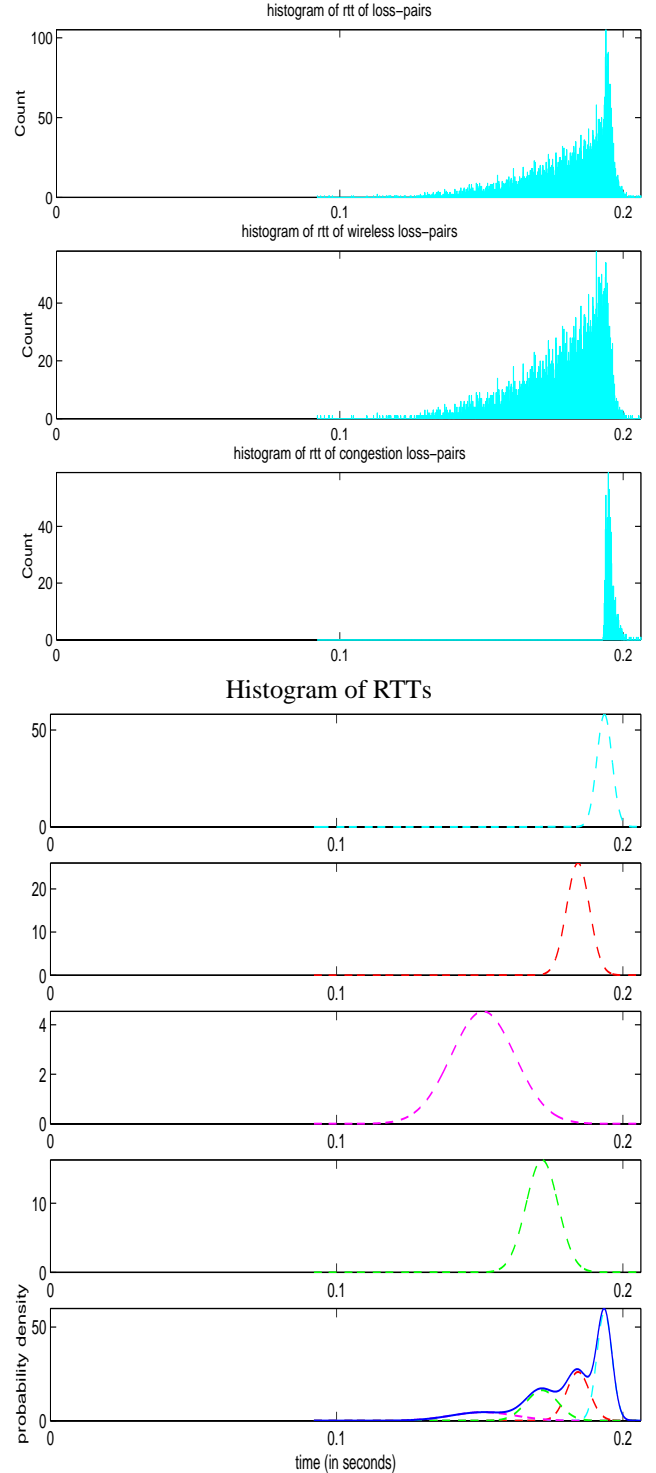 histogram of rtt of loss−pairs
100
50
0
Count
0 0.1 0.2
histogram of rtt of wireless loss−pairs
40
20
0
Count
0 0.1 0.2
histogram of rtt of congestion loss−pairs
40
20
0
Count
0 0.1 0.2
Histogram of RTTs
50
0
0 0.1 0.2
20
10
0
0 0.1 0.2
4
2
0
0 0.1 0.2
10
0
0 0.1 0.2
50
0
probability density
0 0.1 0.2
time (in seconds)